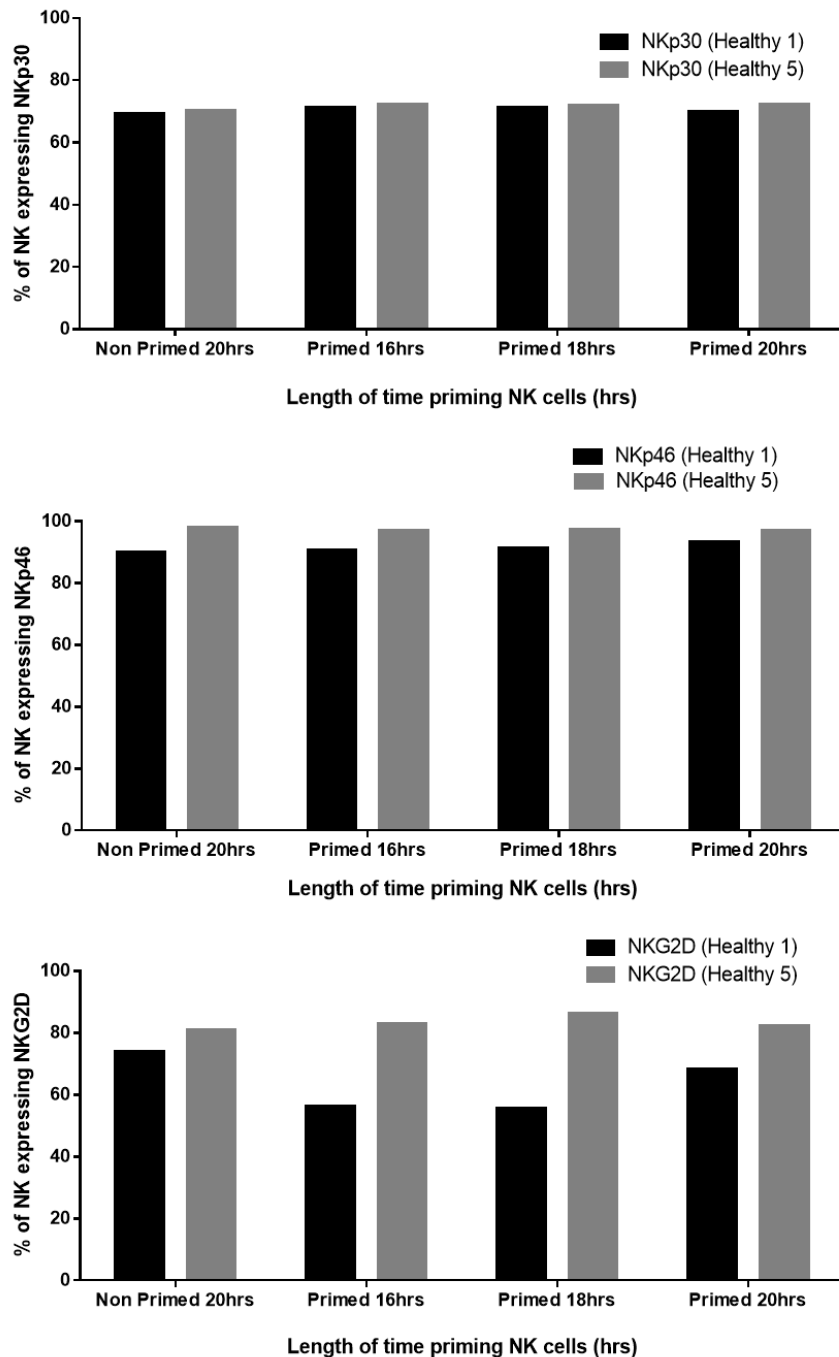 NKp30 (Healthy 1)
NKp30 (Healthy 5)
% of NK expressing NKp30
100
80
60
40
20
0
Non Primed 20hrs Primed 16hrs Primed 18hrs Primed 20hrs
Length of time priming NK cells (hrs)
NKp46 (Healthy 1)
NKp46 (Healthy 5)
% of NK expressing NKp46
100
80
60
40
20
0
Non Primed 20hrs Primed 16hrs Primed 18hrs Primed 20hrs
Length of time priming NK cells (hrs)
NKG2D (Healthy 1)
NKG2D (Healthy 5)
% of NK expressing NKG2D
100
80
60
40
20
0
Non Primed 20hrs Primed 16hrs Primed 18hrs Primed 20hrs
Length of time priming NK cells (hrs)